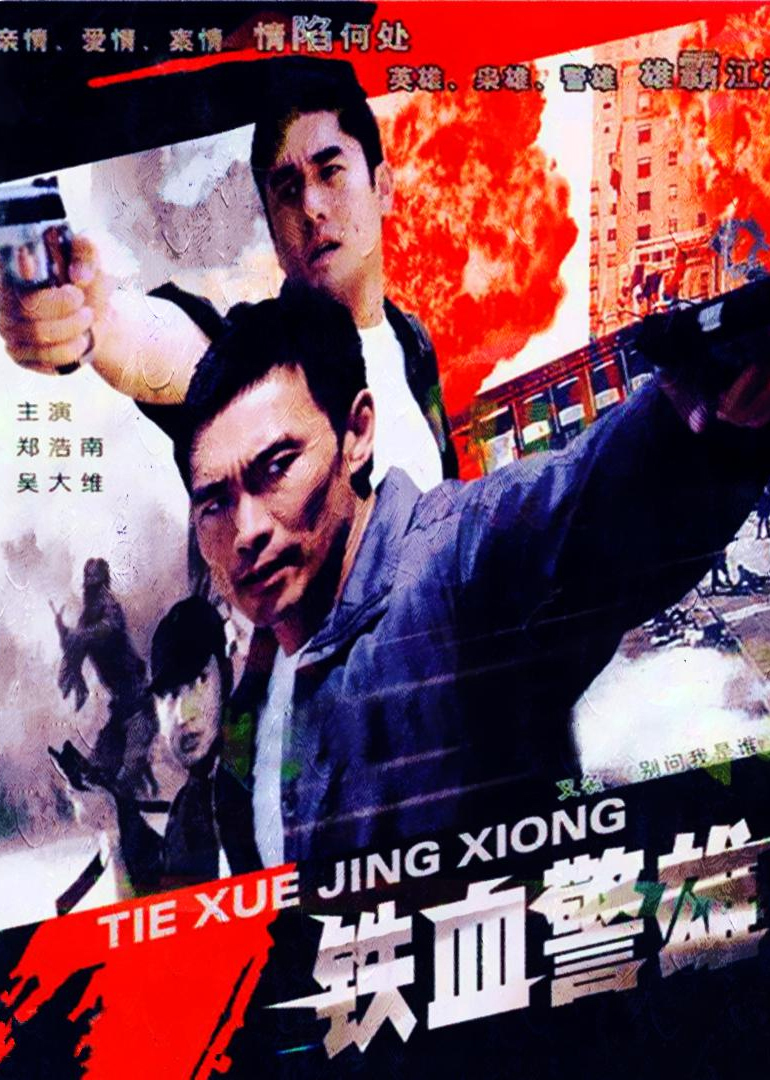 亲情、爱情、衷情 情陷何处
英雄、枭雄、警雄 雄霸江
主演
郑浩南
吴大维
又名 别问我是谁
TIE XUE JING XIONG
铁血警雄